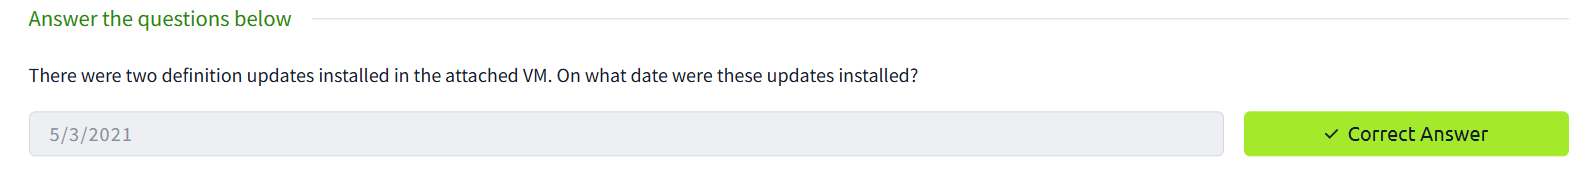 Answer the questions below
There were two definition updates installed in the attached VM. On what date were these updates installed?
5/3/2021
✓ Correct Answer